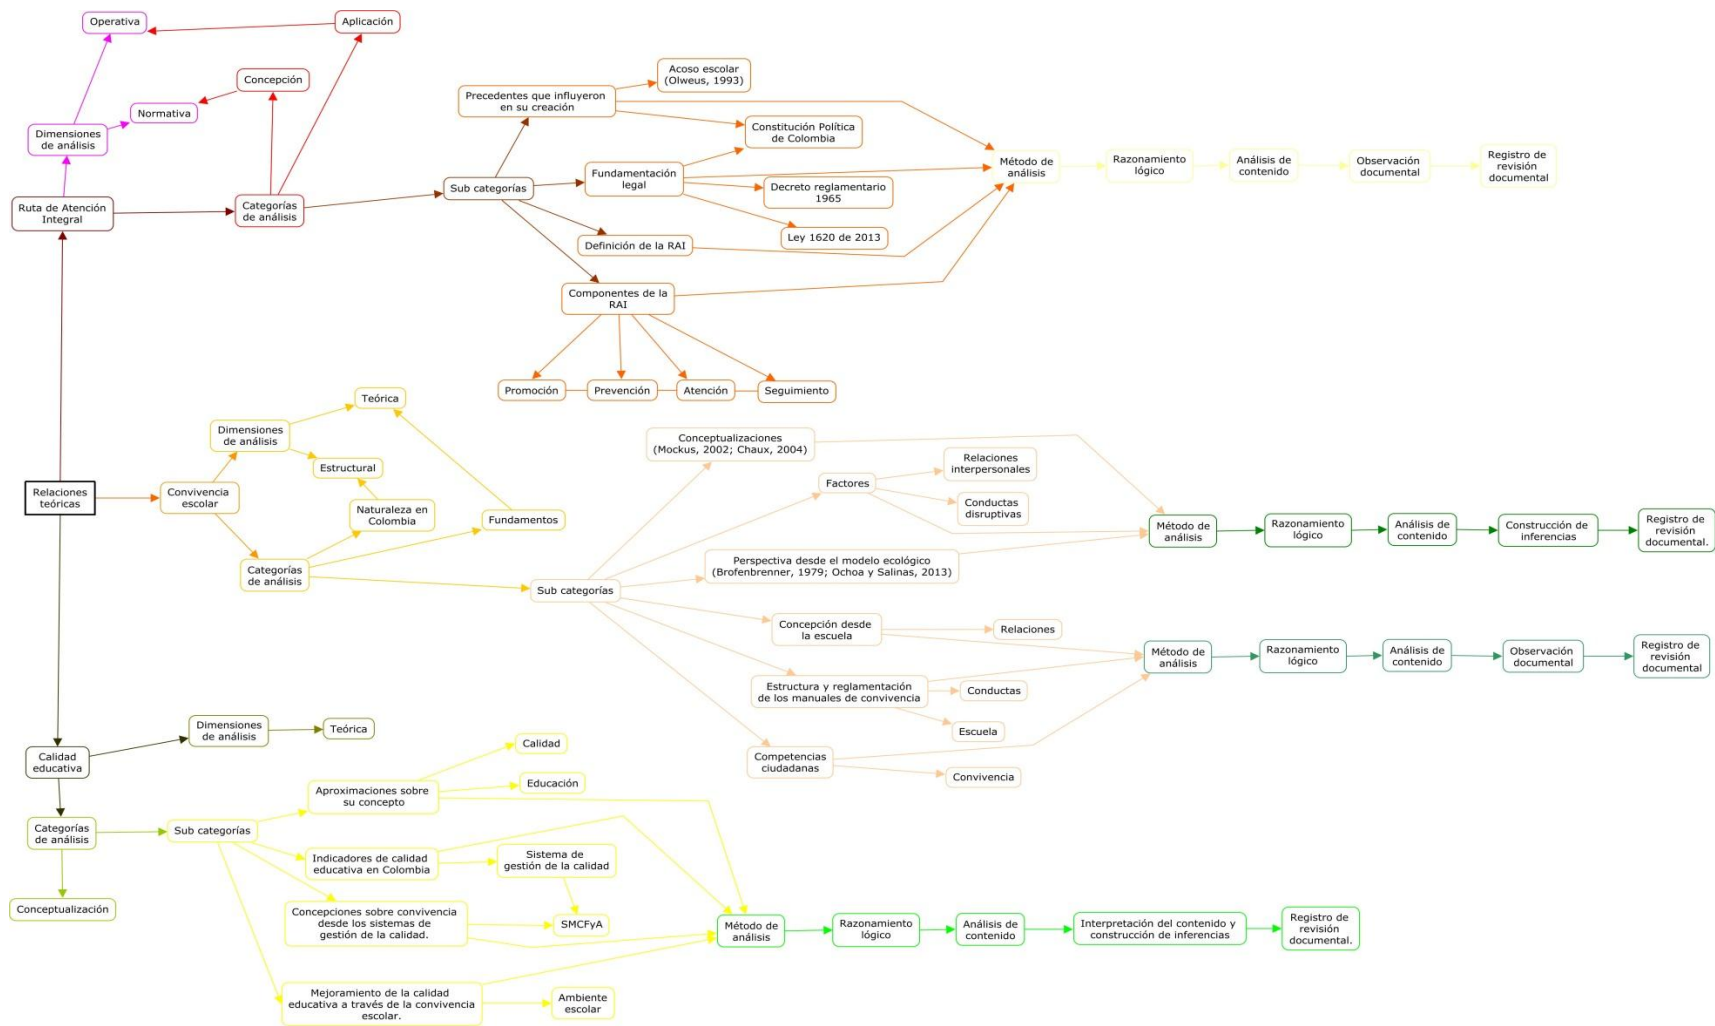 Operativa
Aplicación
Concepción
Normativa
Dimensiones
de análisis
Ruta de Atención
Integral
Categorías
de análisis
Sub categorías
Precedentes que influyeron
en su creación
Acoso escolar
(Olweus, 1993)
Constitución Política
de Colombia
Fundamentación
legal
Decreto reglamentario
1965
Ley 1620 de 2013
Definición de la RAI
Componentes de la
RAI
Promoción
Prevención
Atención
Seguimiento
Método de
análisis
Razonamiento
lógico
Análisis de
contenido
Observación
documental
Registro de
revisión
documental
Relaciones
teóricas
Convivencia
escolar
Dimensiones
de análisis
Teórica
Estructural
Naturaleza en
Colombia
Fundamentos
Categorías
de análisis
Sub categorías
Conceptualizaciones
(Mockus, 2002; Chaux, 2004)
Factores
Relaciones
interpersonales
Conductas
disruptivas
Perspectiva desde el modelo ecológico
(Brofenbrenner, 1979; Ochoa y Salinas, 2013)
Método de
análisis
Razonamiento
lógico
Análisis de
contenido
Construcción de
inferencias
Registro de
revisión
documental.
Concepción desde
la escuela
Relaciones
Estructura y reglamentación
de los manuales de convivencia
Conductas
Escuela
Competencias
ciudadanas
Convivencia
Método de
análisis
Razonamiento
lógico
Análisis de
contenido
Observación
documental
Registro de
revisión
documental
Calidad
educativa
Dimensiones
de análisis
Teórica
Categorías
de análisis
Conceptualización
Sub categorías
Aproximaciones sobre
su concepto
Calidad
Educación
Indicadores de calidad
educativa en Colombia
Sistema de
gestión de la calidad
Concepciones sobre convivencia
desde los sistemas de
gestión de la calidad.
SMCFyA
Mejoramiento de la calidad
educativa a través de la convivencia
escolar.
Ambiente
escolar
Método de
análisis
Razonamiento
lógico
Análisis de
contenido
Interpretación del contenido y
construcción de inferencias
Registro de
revisión
documental.